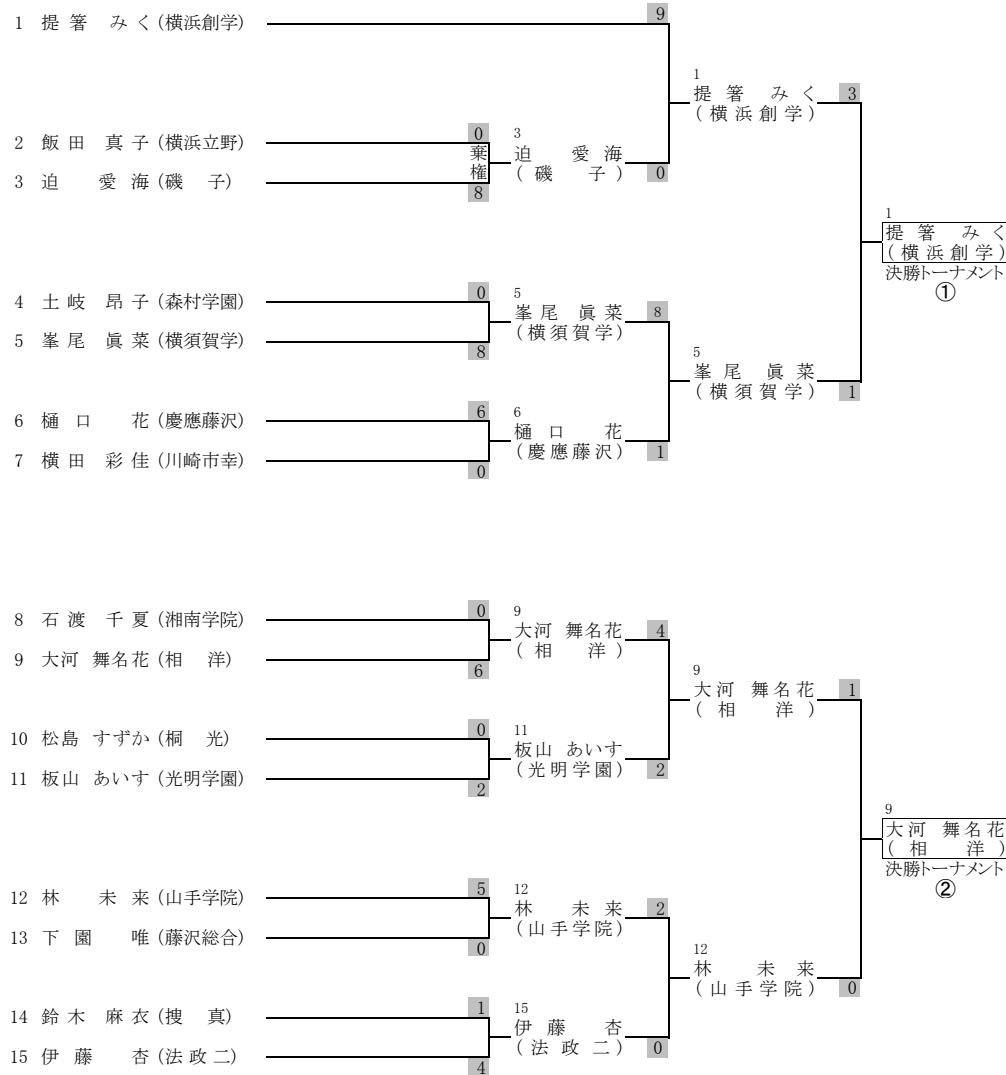 1 提箸 みく (横浜創学)
9
1
提箸 みく
(横浜創学)
3
2 飯田 真子 (横浜立野)
0
棄権
3
迫 愛海
(磯 子)
0
3 迫 愛海 (磯 子)
8
1
提箸 みく
(横浜創学)
決勝トーナメント
①
4 土岐 昂子 (森村学園)
0
5
峯尾 眞菜
(横須賀学)
8
5 峯尾 眞菜 (横須賀学)
8
5
峯尾 眞菜
(横須賀学)
1
6 樋口 花 (慶應藤沢)
6
6
樋口 花
(慶應藤沢)
1
7 横田 彩佳 (川崎市幸)
0
8 石渡 千夏 (湘南学院)
0
9
大河 舞名花
(相 洋)
4
9 大河 舞名花 (相 洋)
6
9
大河 舞名花
(相 洋)
1
10 松島 すずか (桐 光)
0
11
板山 あいす
(光明学園)
2
11 板山 あいす (光明学園)
2
9
大河 舞名花
(相 洋)
決勝トーナメント
②
12 林 未来 (山手学院)
5
12
林 未来
(山手学院)
2
13 下園 唯 (藤沢総合)
0
12
林 未来
(山手学院)
0
14 鈴木 麻衣 (捜 真)
1
15
伊藤 杏
(法政二)
0
15 伊藤 杏 (法政二)
4